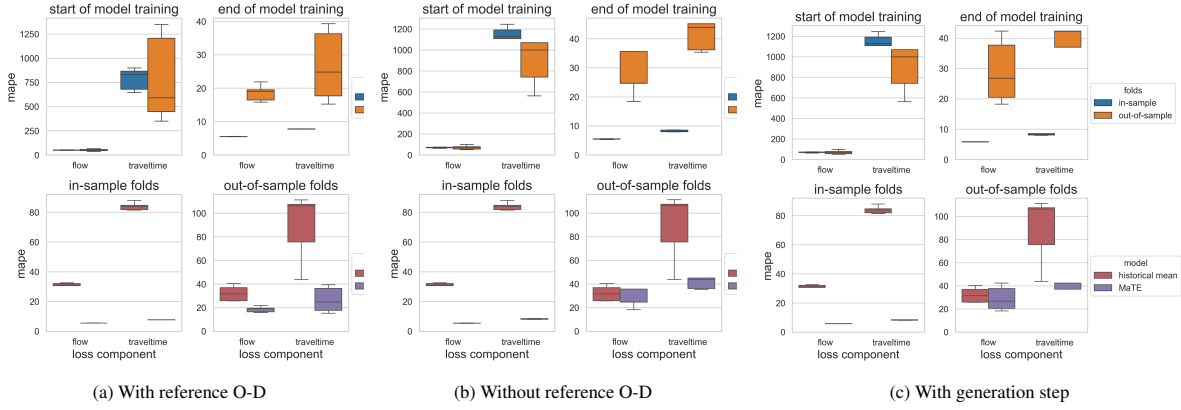 start of model training
end of model training
mape
1250
1000
750
500
250
0
40
30
20
10
0
flow
traveltime
flow
traveltime
in-sample folds
out-of-sample folds
mape
80
60
40
20
0
100
80
60
40
20
0
flow
traveltime
flow
traveltime
loss component
(a) With reference O-D
start of model training
end of model training
mape
1200
1000
800
600
400
200
0
40
30
20
10
0
flow
traveltime
flow
traveltime
in-sample folds
out-of-sample folds
mape
80
60
40
20
0
100
80
60
40
20
0
flow
traveltime
flow
traveltime
loss component
(b) Without reference O-D
start of model training
end of model training
mape
1200
1000
800
600
400
200
0
40
30
20
10
0
flow
traveltime
flow
traveltime
folds
in-sample
out-of-sample
in-sample folds
out-of-sample folds
mape
80
60
40
20
0
100
80
60
40
20
0
flow
traveltime
flow
traveltime
loss component
model
historical mean
MaTE
(c) With generation step